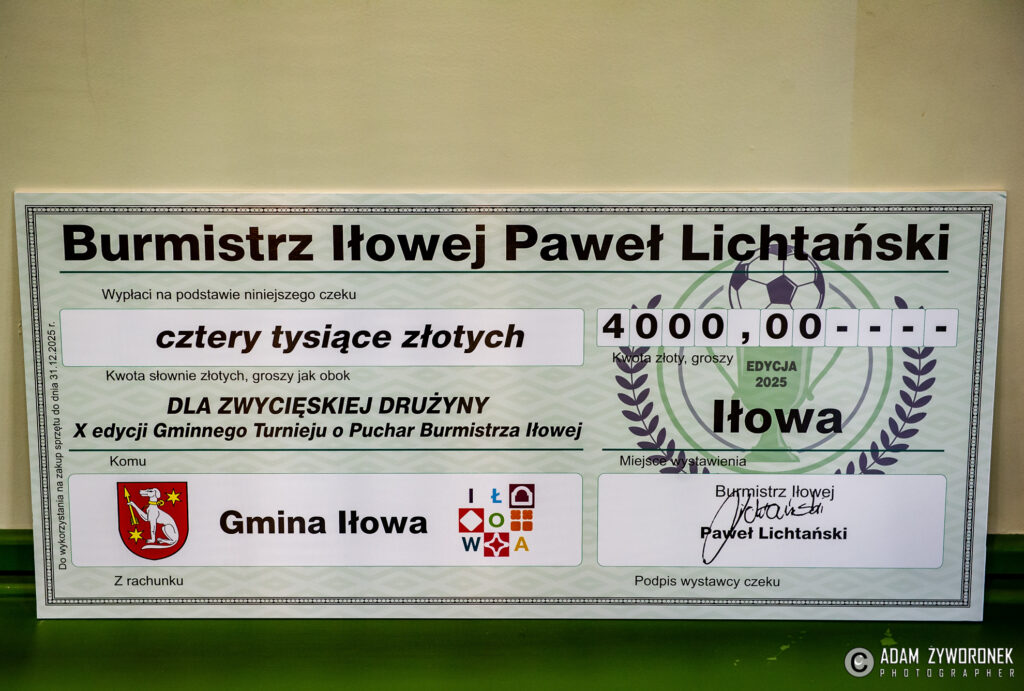 Burmistrz Iłowej Paweł Lichtański
Wypłaci na podstawie niniejszego czeku
cztery tysiące złotych
4000,00----
Kwota słownie złotych, groszy jak obok
Kwota złoty, groszy
EDYCJA
2025
DLA ZWYCIĘSKIEJ DRUŻYNY
X edycji Gminnego Turnieju o Puchar Burmistrza Iłowej
Iłowa
Komu
Miejsce wystawienia
Gmina Iłowa
I Ł
O
W A
Burmistrz Iłowej
Paweł Lichtański
Z rachunku
Podpis wystawcy czeku
Do wykorzystania na zakup sprzętu do dnia 31.12.2025 r.
© ADAM ŻYWORONEK
PHOTOGRAPHER